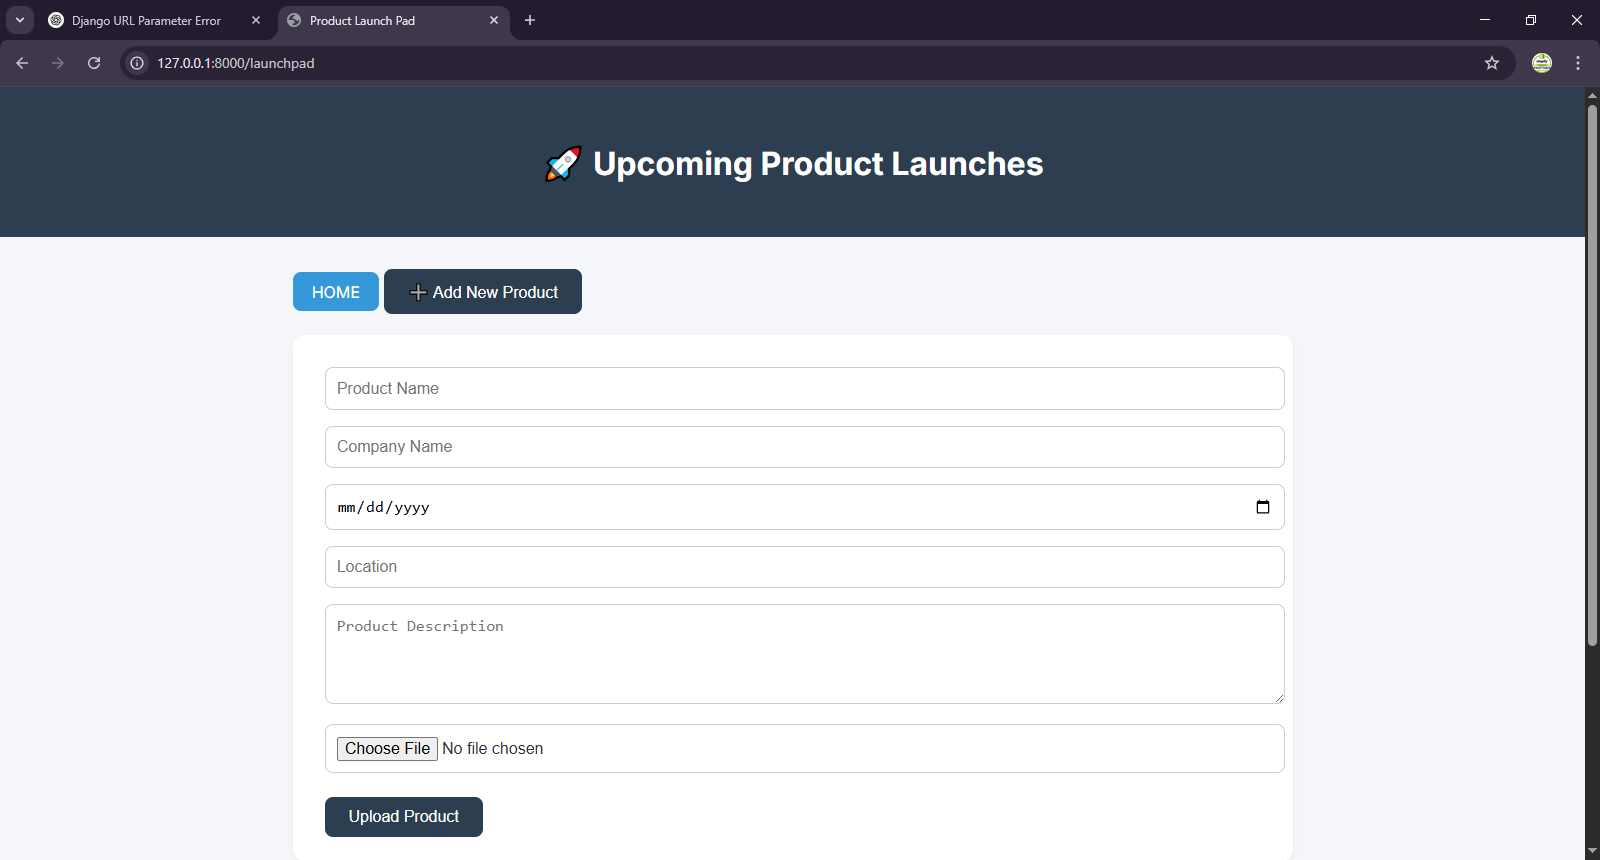 Django URL Parameter Error
Product Launch Pad
127.0.0.1:8000/launchpad
🚀 Upcoming Product Launches
HOME
➕ Add New Product
Product Name
Company Name
mm/dd/yyyy
Location
Product Description
Choose File No file chosen
Upload Product